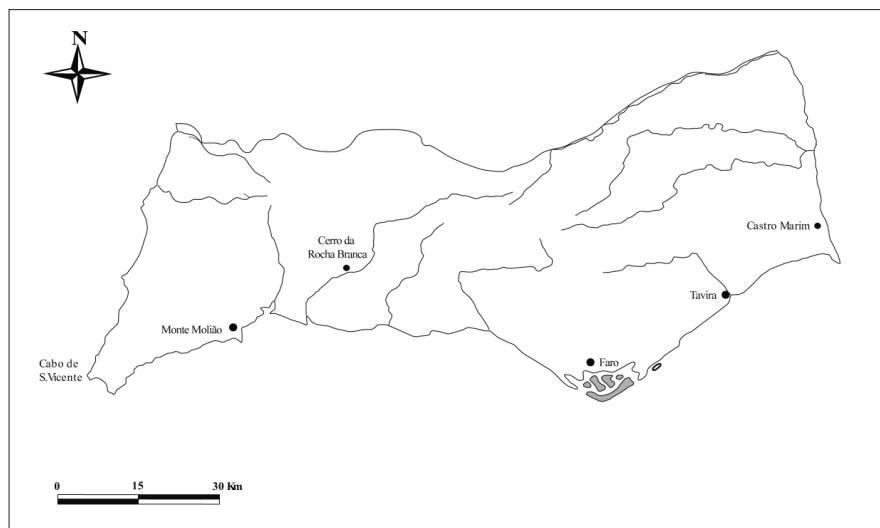 N
Castro Marim
Cerro da
Rocha Branca
Tavira
Monte Molião
Faro
Cabo de
S.Vicente
0 15 30 Km